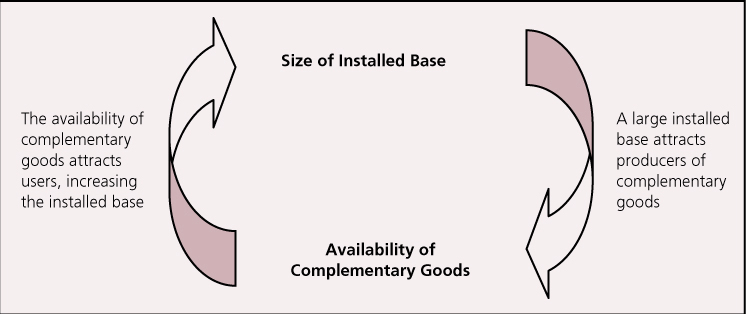 Size of Installed Base
The availability of
complementary
goods attracts
users, increasing
the installed base
A large installed
base attracts
producers of
complementary
goods
Availability of
Complementary Goods